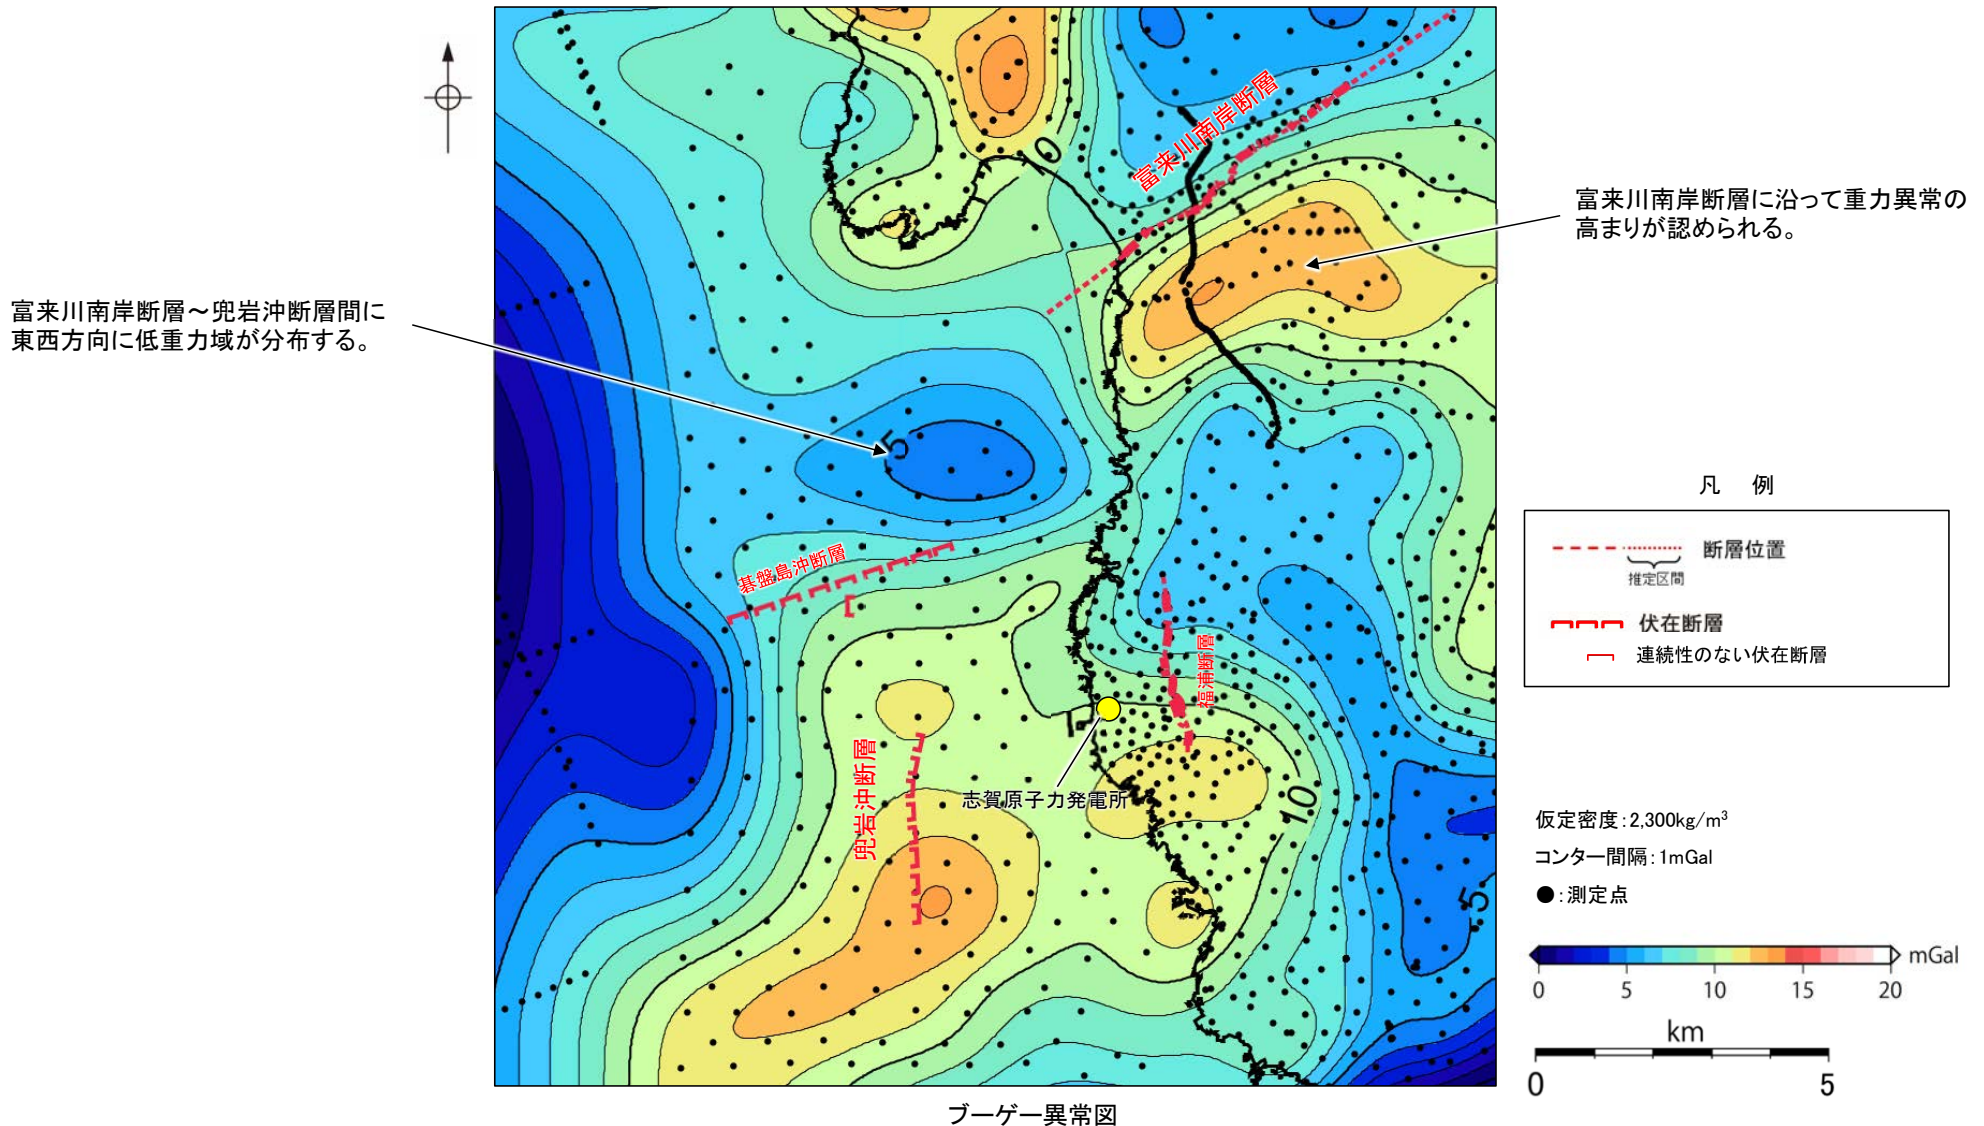 富来川南岸断層
富来川南岸断層に沿って重力異常の
高まりが認められる。
富来川南岸断層～兜岩沖断層間に
東西方向に低重力域が分布する。
10
5
碁盤島沖断層
福浦断層
兜岩沖断層
志賀原子力発電所
10
5
凡 例
断層位置
推定区間
伏在断層
連続性のない伏在断層
仮定密度：2,300kg/m³
コンター間隔：1mGal
●：測定点
mGal
0 5 10 15 20
km
0 5
ブーゲー異常図